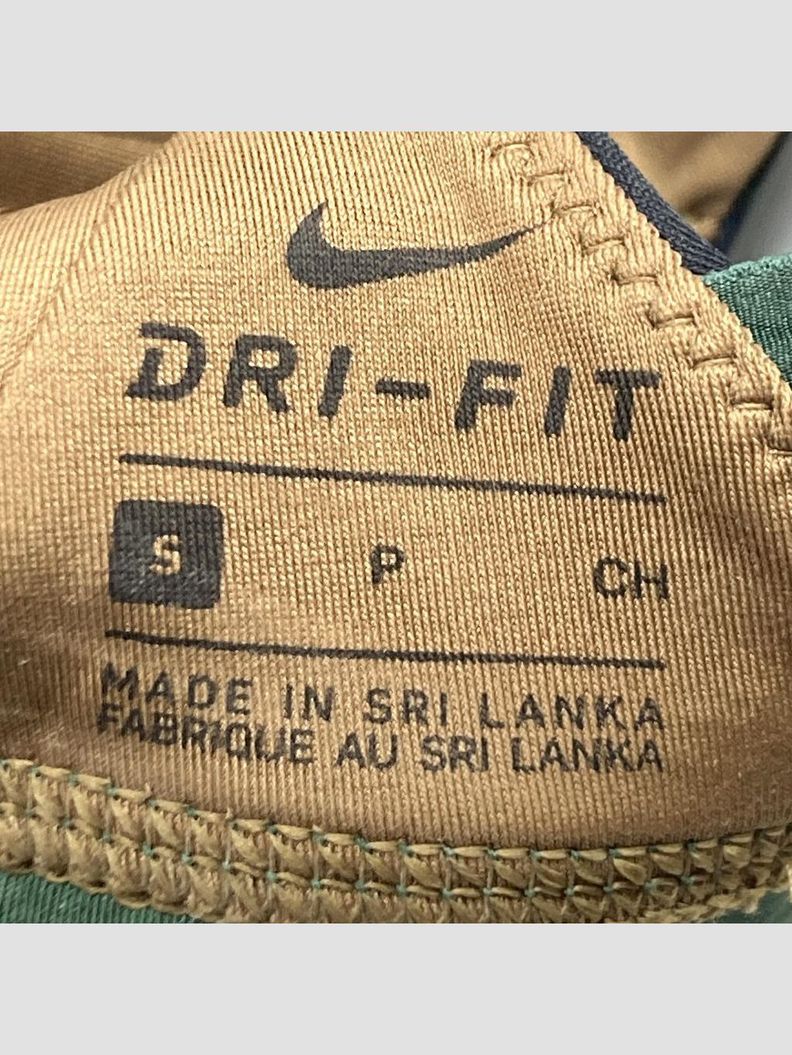 DRI-FIT
S P CH
MADE IN SRI LANKA
FABRIQUE AU SRI LANKA